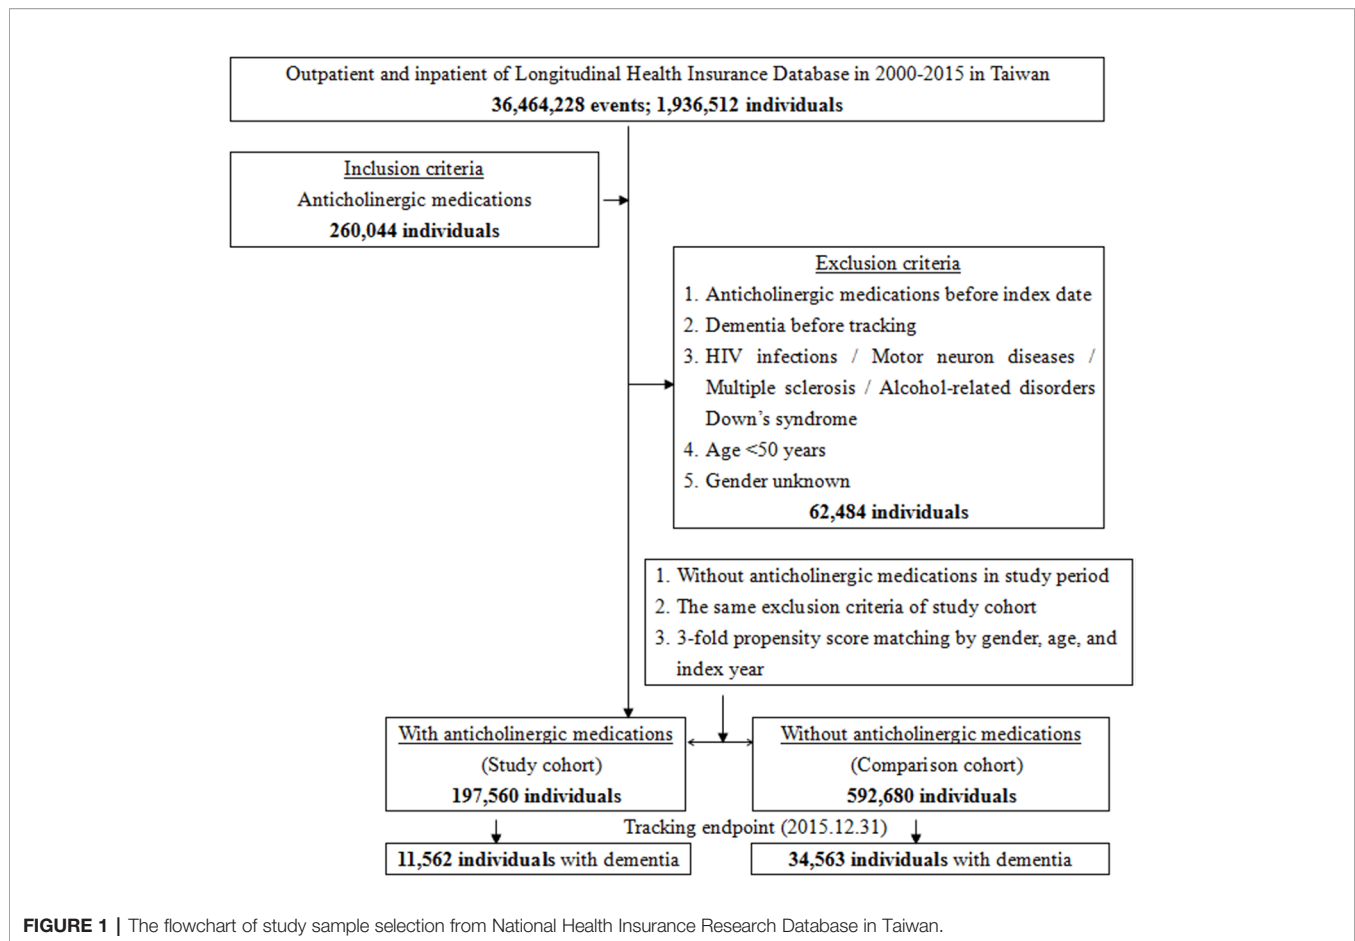 Outpatient and inpatient of Longitudinal Health Insurance Database in 2000-2015 in Taiwan
36,464,228 events; 1,936,512 individuals
Inclusion criteria
Anticholinergic medications
260,044 individuals
Exclusion criteria
1. Anticholinergic medications before index date
2. Dementia before tracking
3. HIV infections / Motor neuron diseases /
Multiple sclerosis / Alcohol-related disorders
Down's syndrome
4. Age <50 years
5. Gender unknown
62,484 individuals
1. Without anticholinergic medications in study period
2. The same exclusion criteria of study cohort
3. 3-fold propensity score matching by gender, age, and
index year
With anticholinergic medications
(Study cohort)
197,560 individuals
Without anticholinergic medications
(Comparison cohort)
592,680 individuals
Tracking endpoint (2015.12.31)
11,562 individuals with dementia
34,563 individuals with dementia
FIGURE 1 | The flowchart of study sample selection from National Health Insurance Research Database in Taiwan.